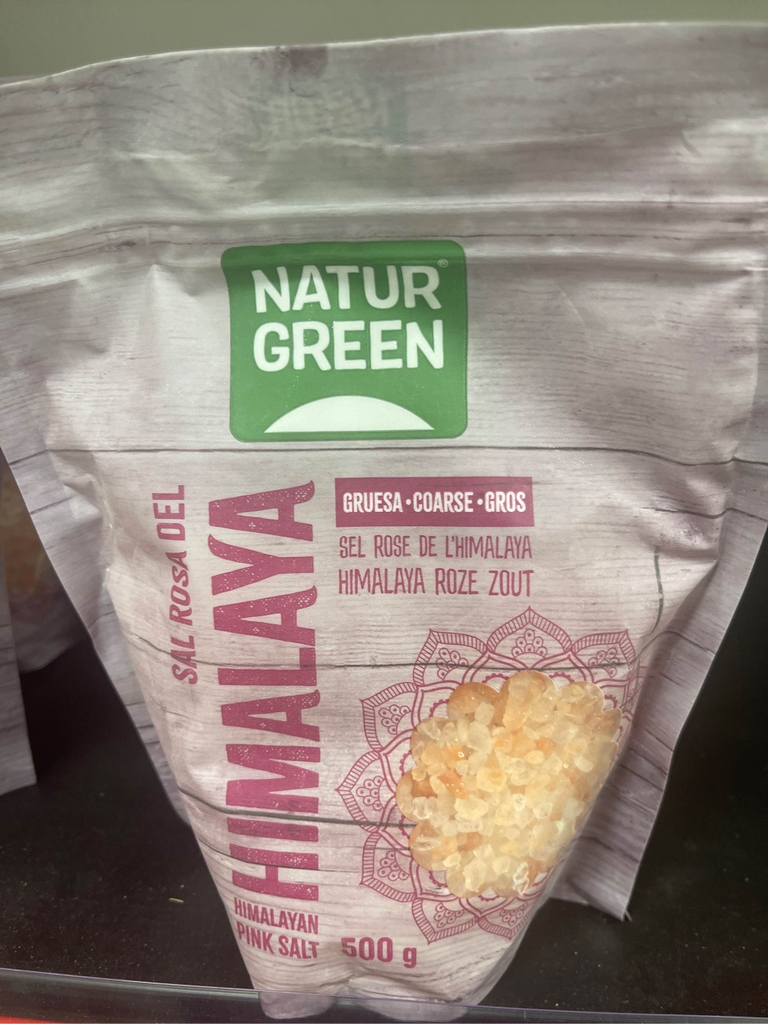 NATUR®
GREEN
SAL ROSA DEL
HIMALAYA
HIMALAYAN
PINK SALT
GRUESA•COARSE•GROS
SEL ROSE DE L'HIMALAYA
HIMALAYA ROZE ZOUT
500 g